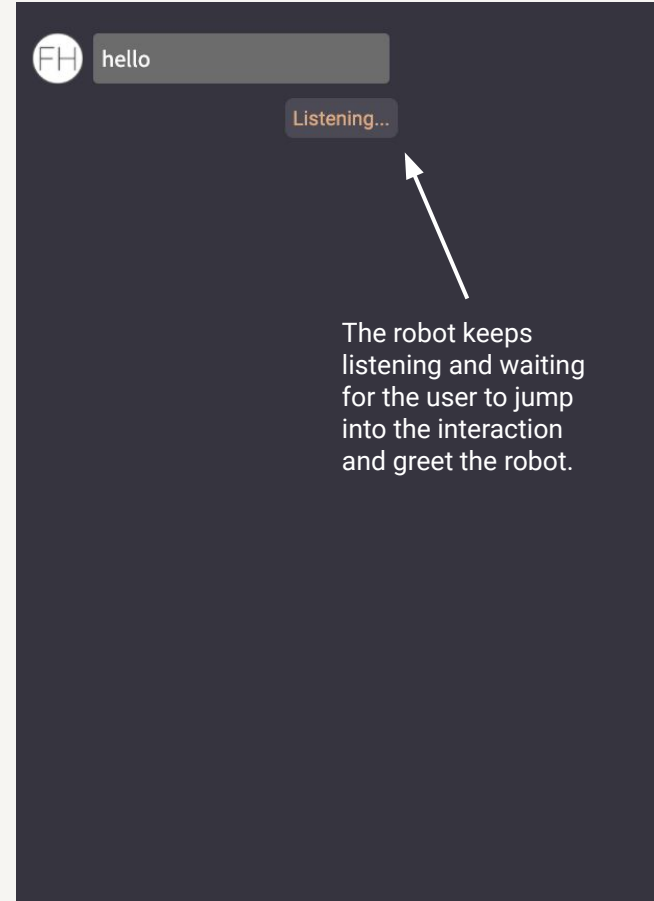 FH hello
Listening...
The robot keeps
listening and waiting
for the user to jump
into the interaction
and greet the robot.